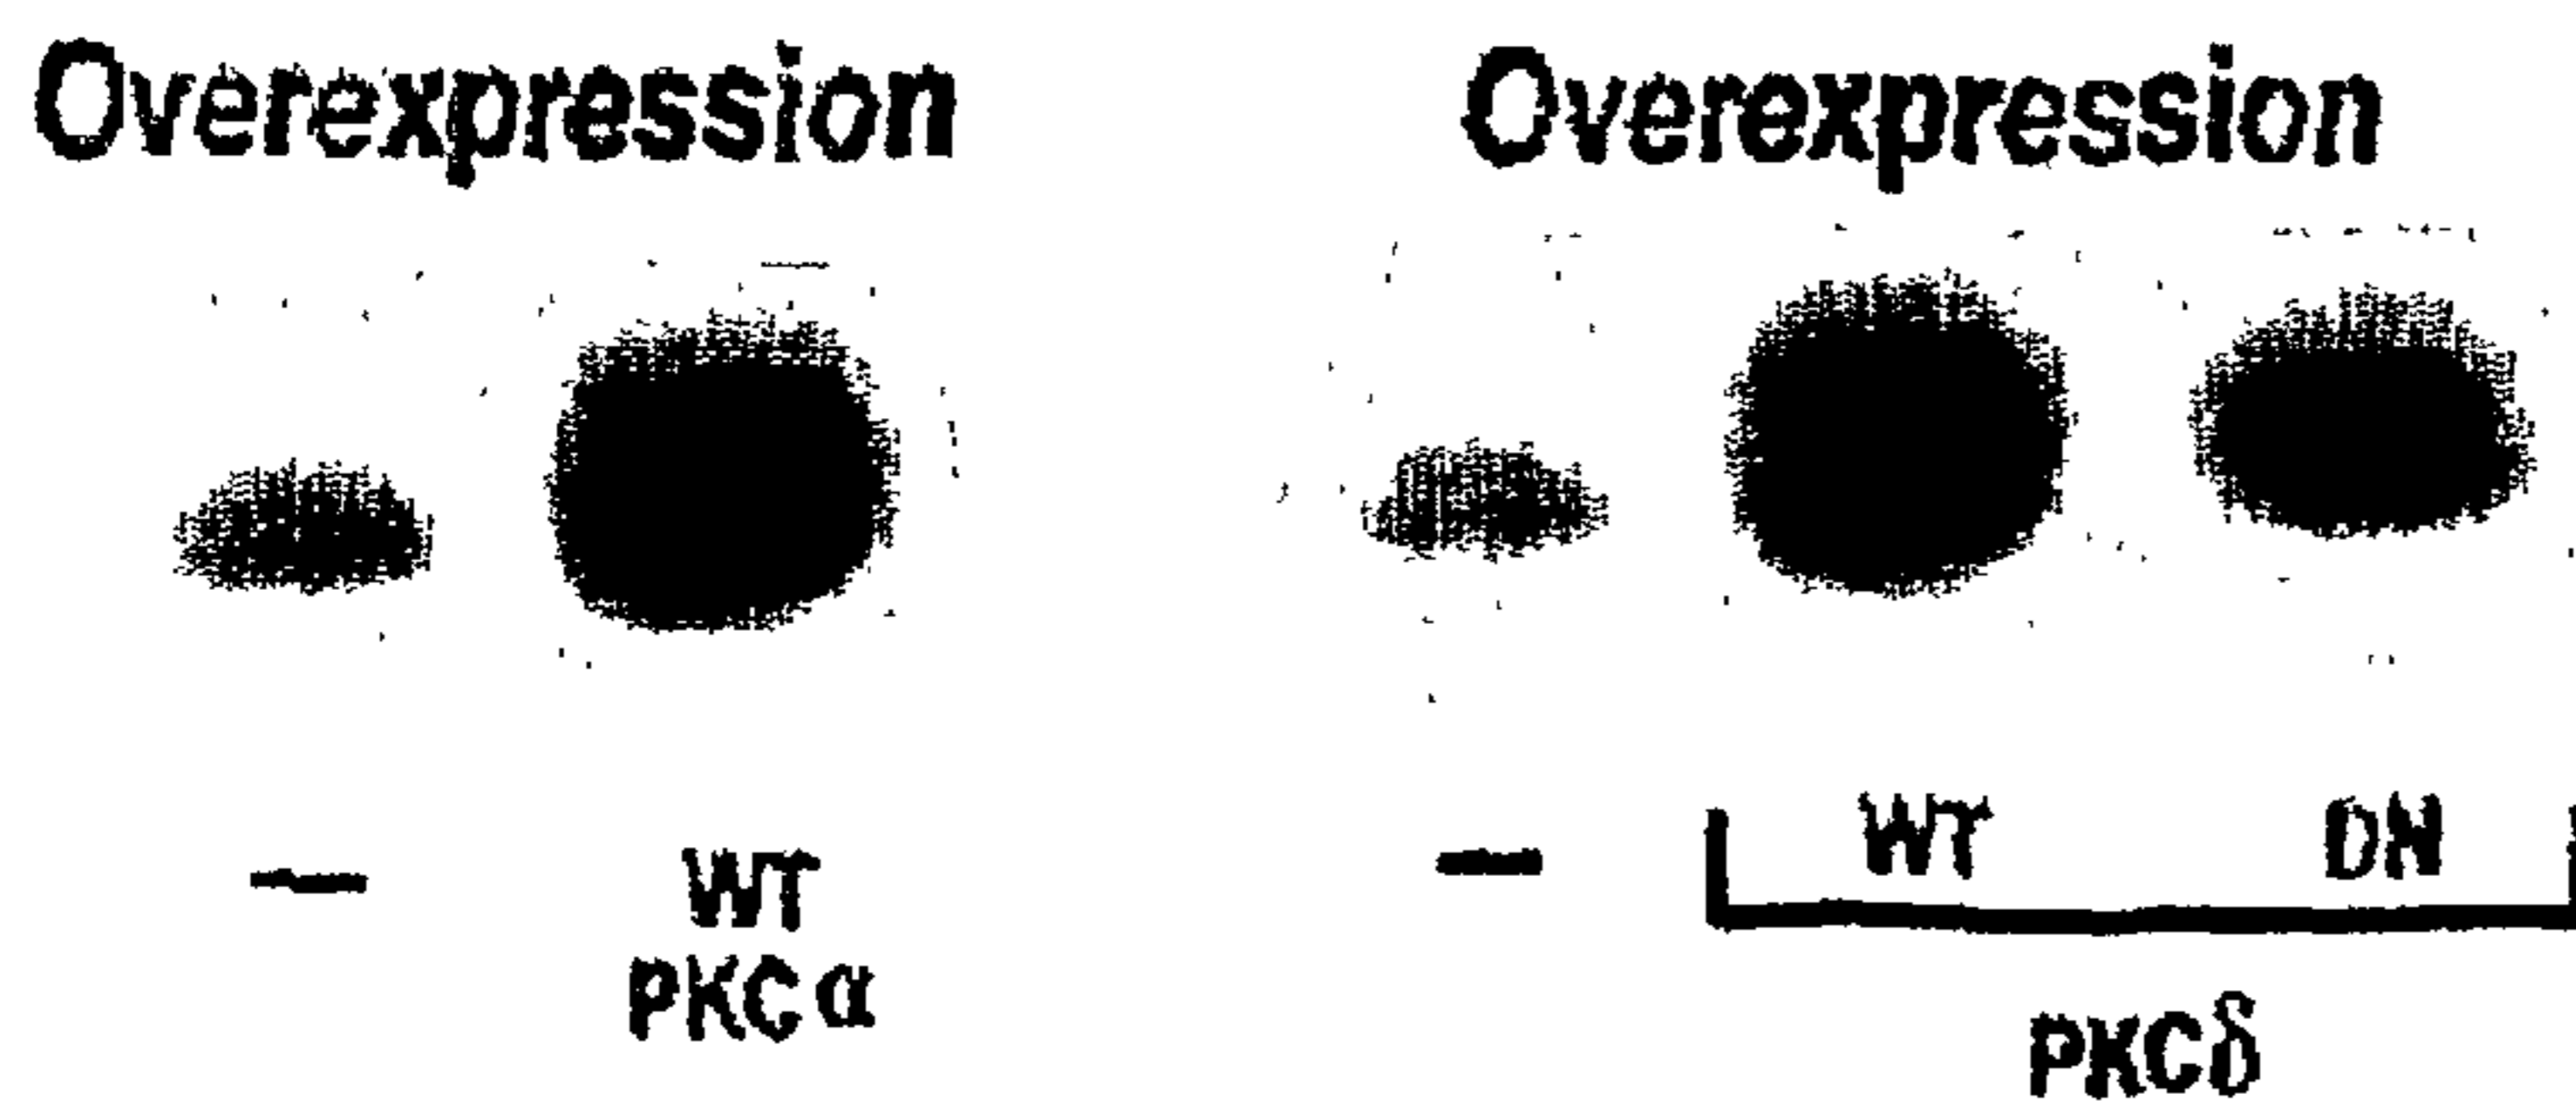 Overexpression
— WT
PKCα
Overexpression
— WT DN
PKCδ